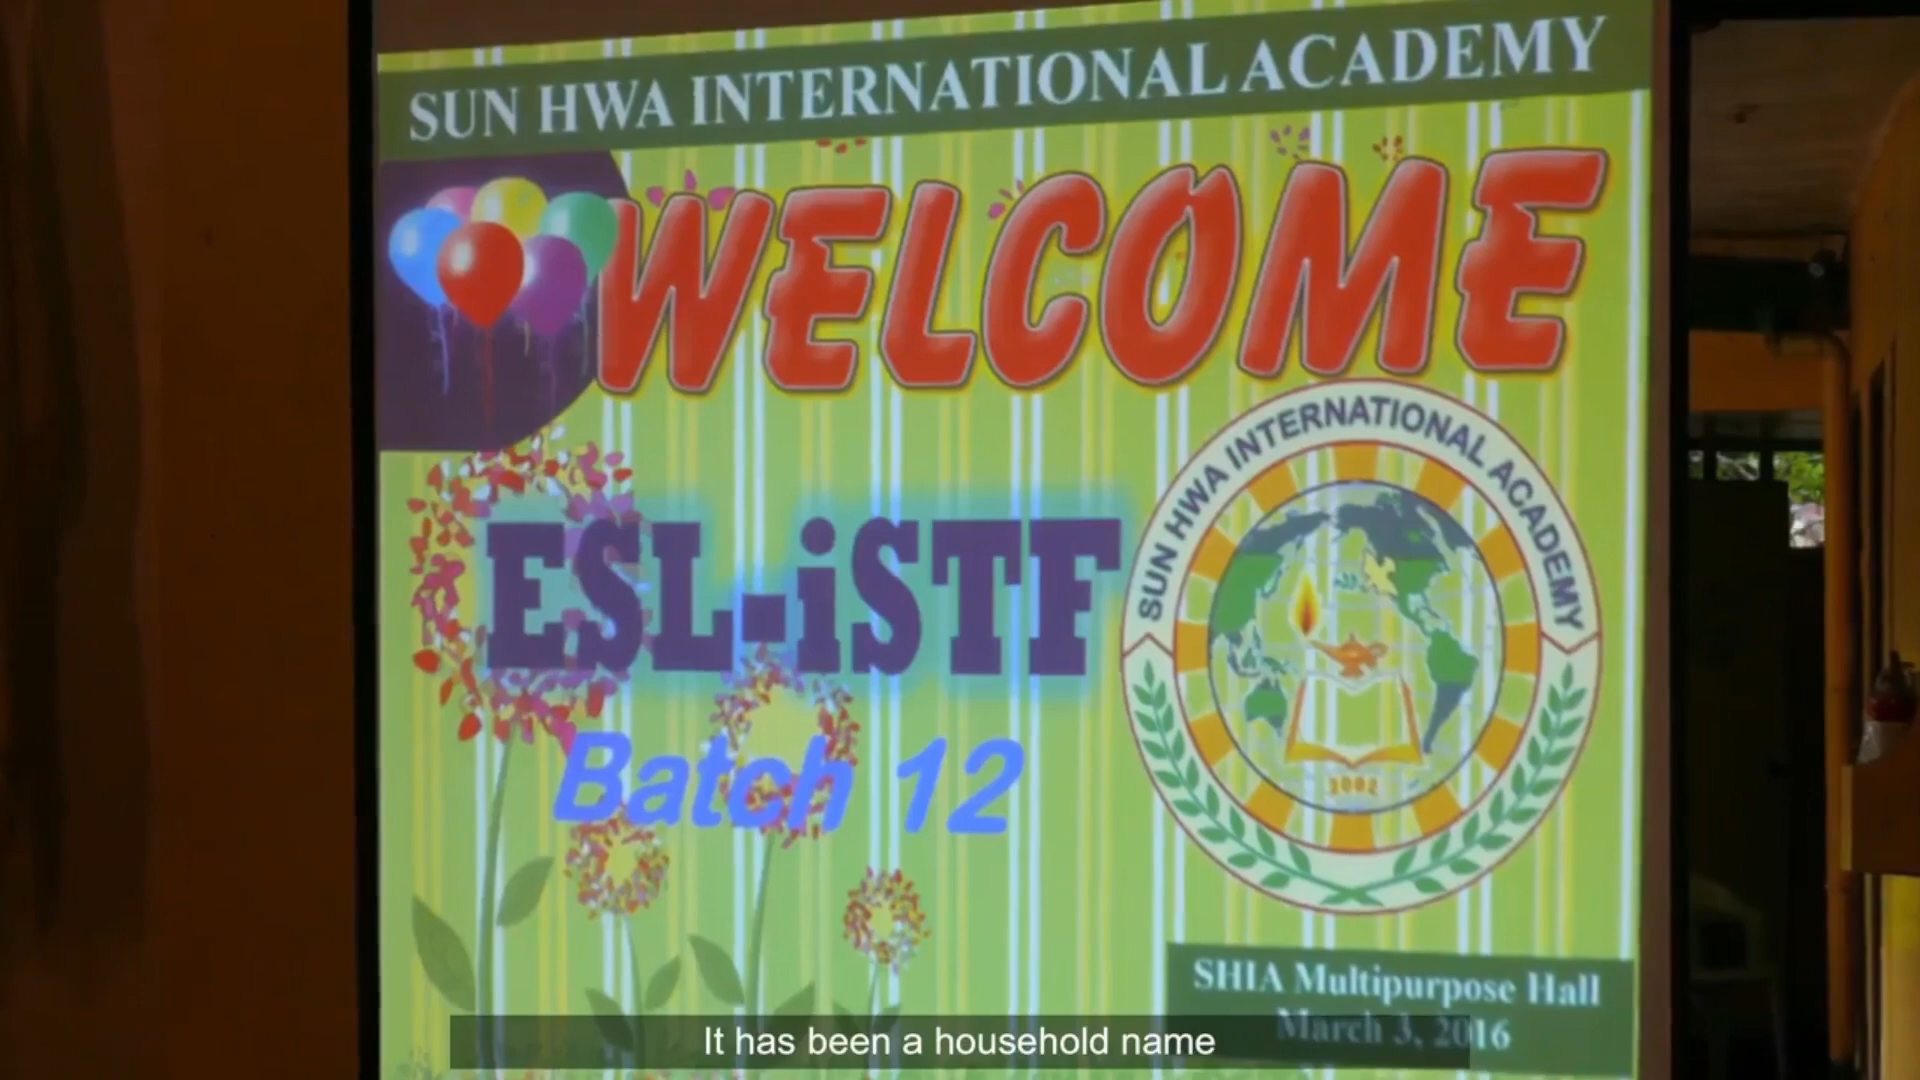 SUN HWA INTERNATIONAL ACADEMY
WELCOME
SUN HWA INTERNATIONAL ACADEMY
ESL-iSTF
Batch 12
2002
SHIA Multipurpose Hall
March 3, 2016
It has been a household name